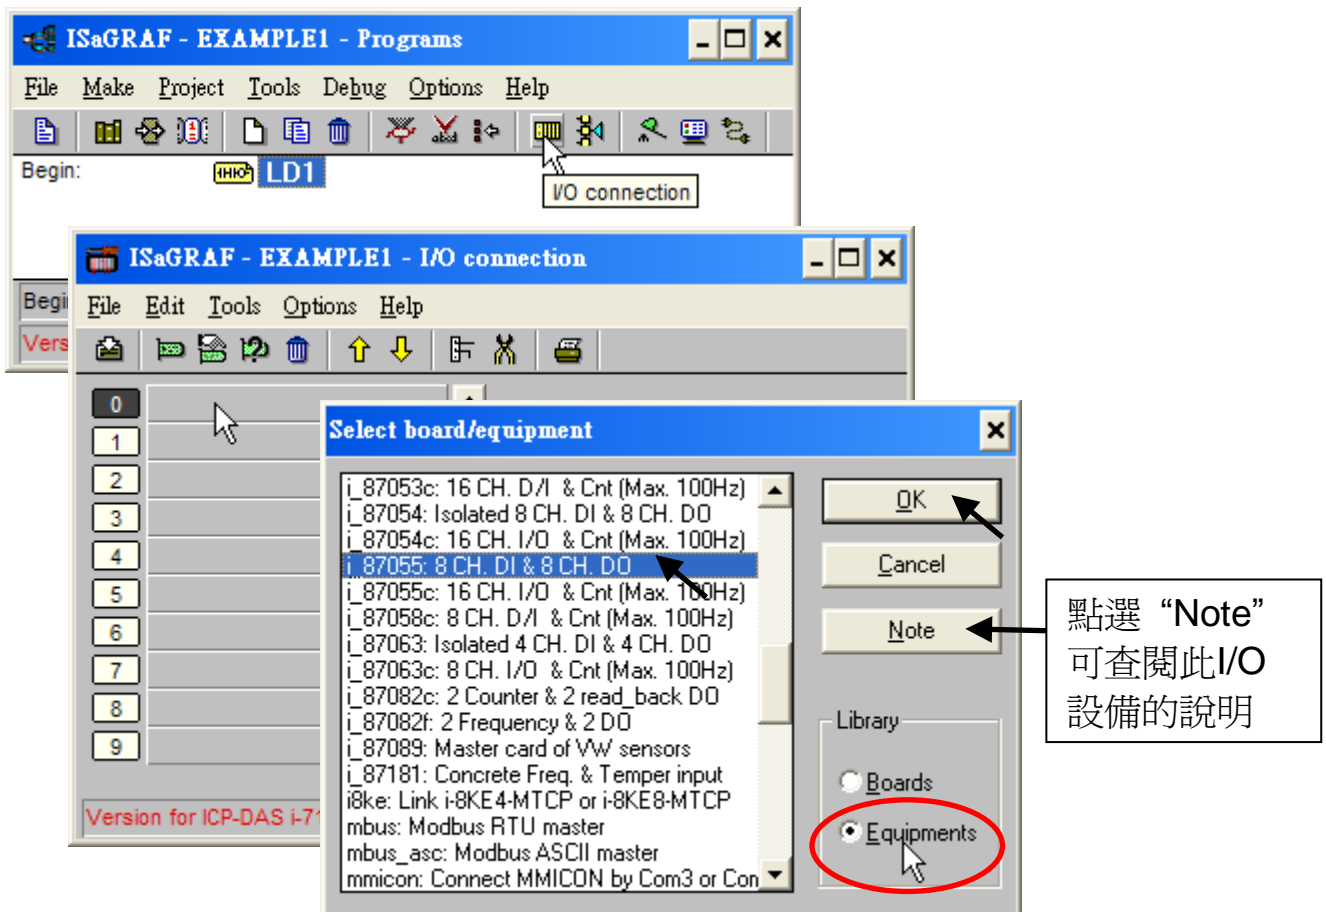 ISaGRAF - EXAMPLE1 - Programs
File Make Project Tools Debug Options Help
Begin: LD1
I/O connection
ISaGRAF - EXAMPLE1 - I/O connection
Begi
File Edit Tools Options Help
Vers
0
1
2
3
4
5
6
7
8
9
Version for ICP-DAS i-71
Select board/equipment
i_87053c: 16 CH. D/I & Cnt (Max. 100Hz)
i_87054: Isolated 8 CH. DI & 8 CH. DO
i_87054c: 16 CH. I/O & Cnt (Max. 100Hz)
i_87055: 8 CH. DI & 8 CH. DO
i_87055c: 16 CH. I/O & Cnt (Max. 100Hz)
i_87058c: 8 CH. D/I & Cnt (Max. 100Hz)
i_87063: Isolated 4 CH. DI & 4 CH. DO
i_87063c: 8 CH. I/O & Cnt (Max. 100Hz)
i_87082c: 2 Counter & 2 read_back DO
i_87082f: 2 Frequency & 2 DO
i_87089: Master card of VW sensors
i_87181: Concrete Freq. & Temper input
i8ke: Link i-8KE4-MTCP or i-8KE8-MTCP
mbus: Modbus RTU master
mbus_asc: Modbus ASCII master
mmicon: Connect MMICON by Com3 or Con
OK
Cancel
Note
Library
Boards
Equipments
點選 “Note”
可查閱此I/O
設備的說明